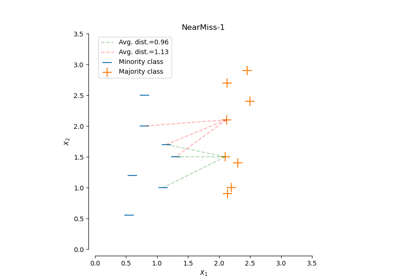 NearMiss-1
Avg. dist.=0.96
Avg. dist.=1.13
Minority class
Majority class
3.5
3.0
2.5
2.0
1.5
1.0
0.5
0.0
X2
0.0 0.5 1.0 1.5 2.0 2.5 3.0 3.5
X1